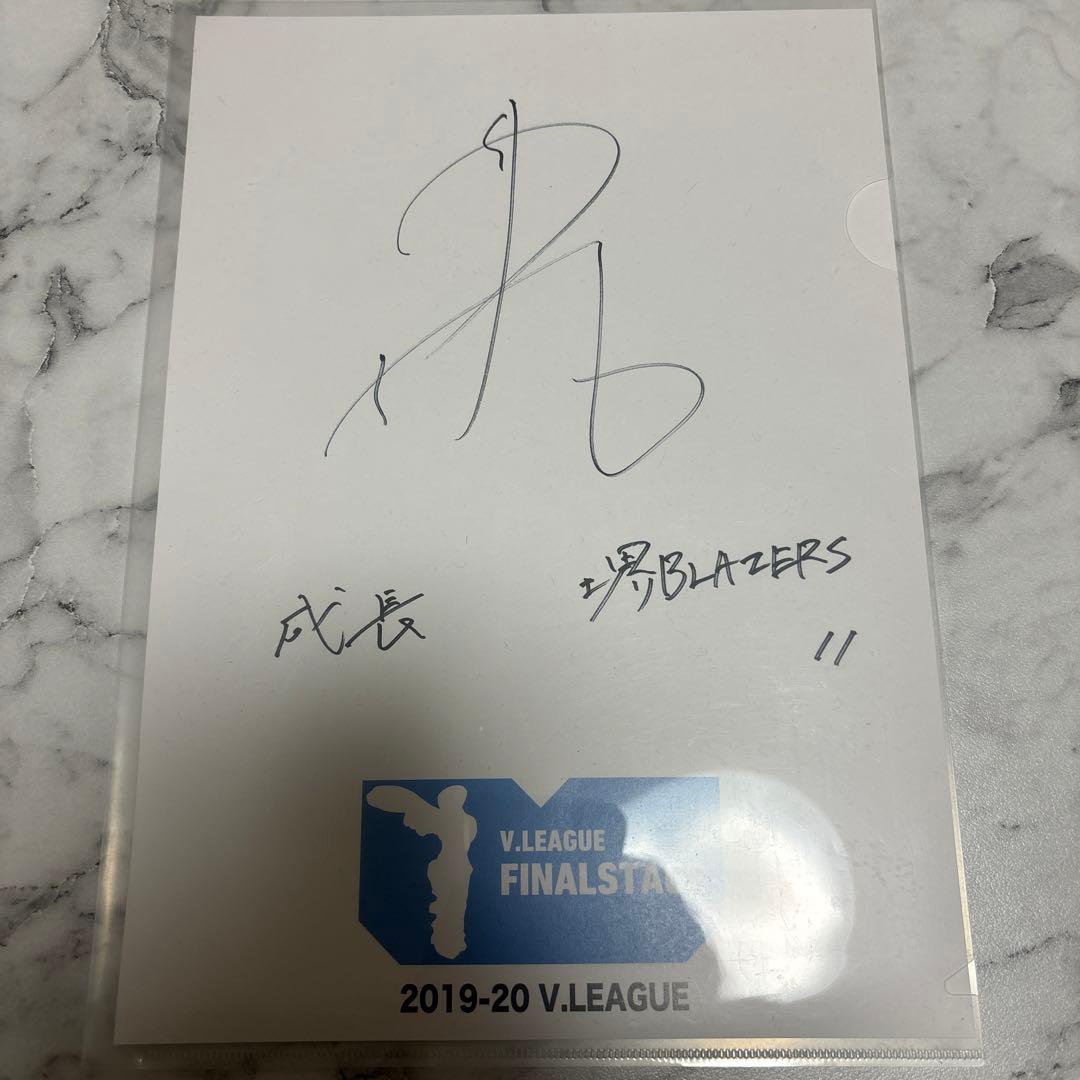 堺BLAZERS
成長
11
V.LEAGUE
FINALSTA
2019-20 V.LEAGUE